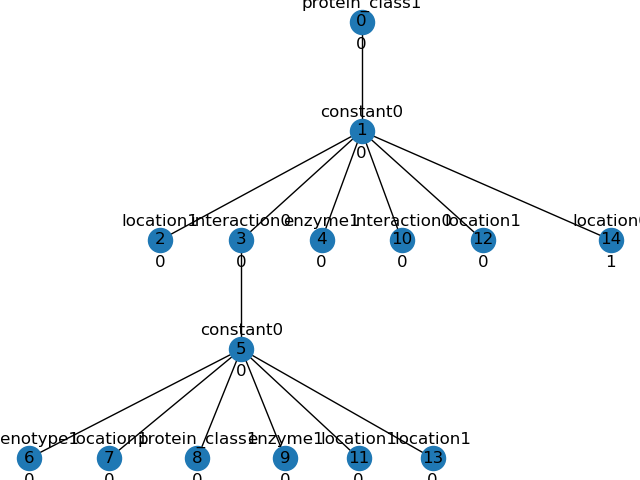 protein_class1
0
0
constant0
1
0
location1 interaction0 enzyme1 interaction0 location1 location0
2 3 4 10 12 14
0 0 0 0 0 1
constant0
5
0
enotype1 location1 protein_class1 enzyme1 location1 location1
6 7 8 9 11 13
0 0 0 0 0 0